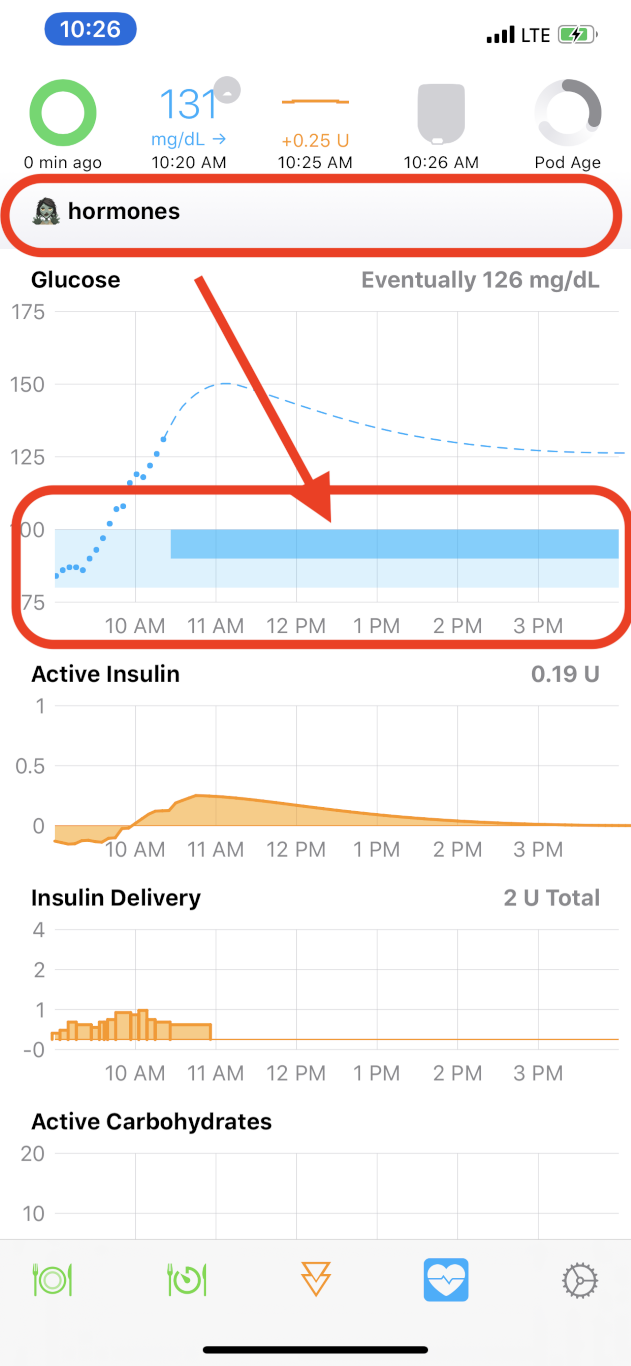 10:26
LTE
131
mg/dL →
+0.25 U
0 min ago
10:20 AM
10:25 AM
10:26 AM
Pod Age
hormones
Glucose
Eventually 126 mg/dL
175
150
125
100
75
10 AM 11 AM 12 PM 1 PM 2 PM 3 PM
Active Insulin
0.19 U
1
0.5
0
10 AM 11 AM 12 PM 1 PM 2 PM 3 PM
Insulin Delivery
2 U Total
4
2
1
-0
10 AM 11 AM 12 PM 1 PM 2 PM 3 PM
Active Carbohydrates
20
10